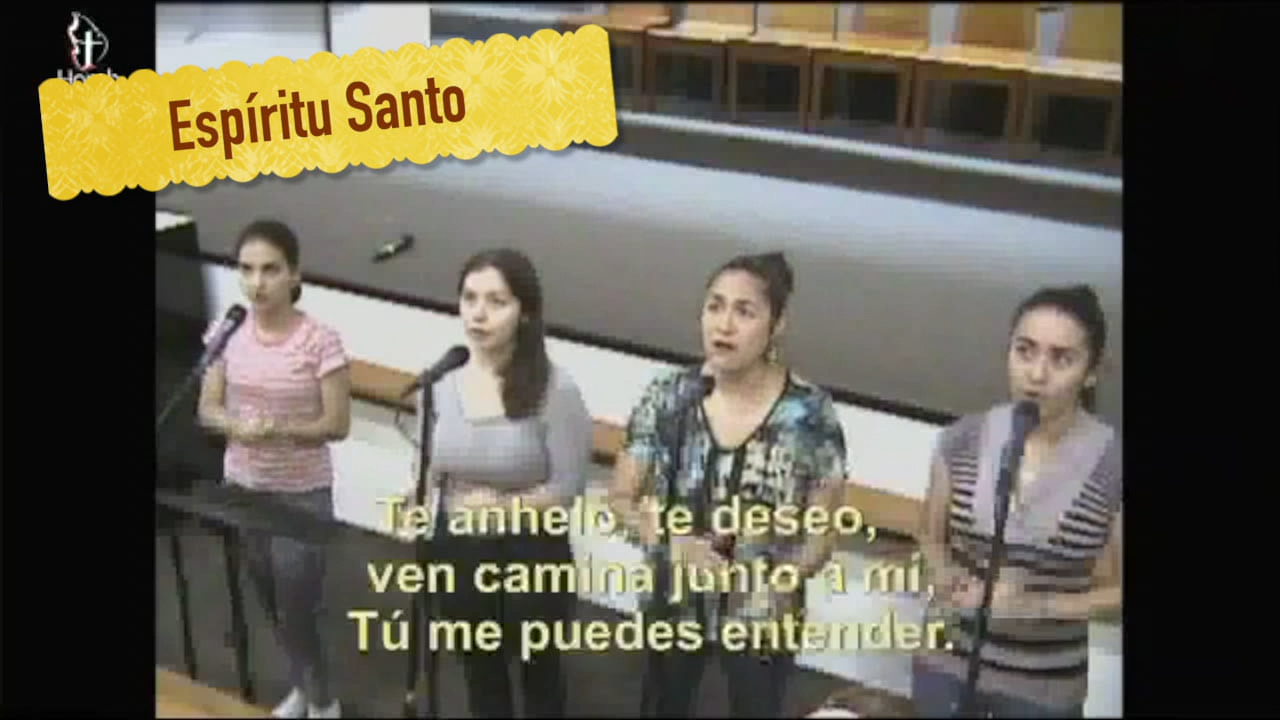 Espíritu Santo
Te anhelo, te deseo,
ven camina junto a mí,
Tú me puedes entender.